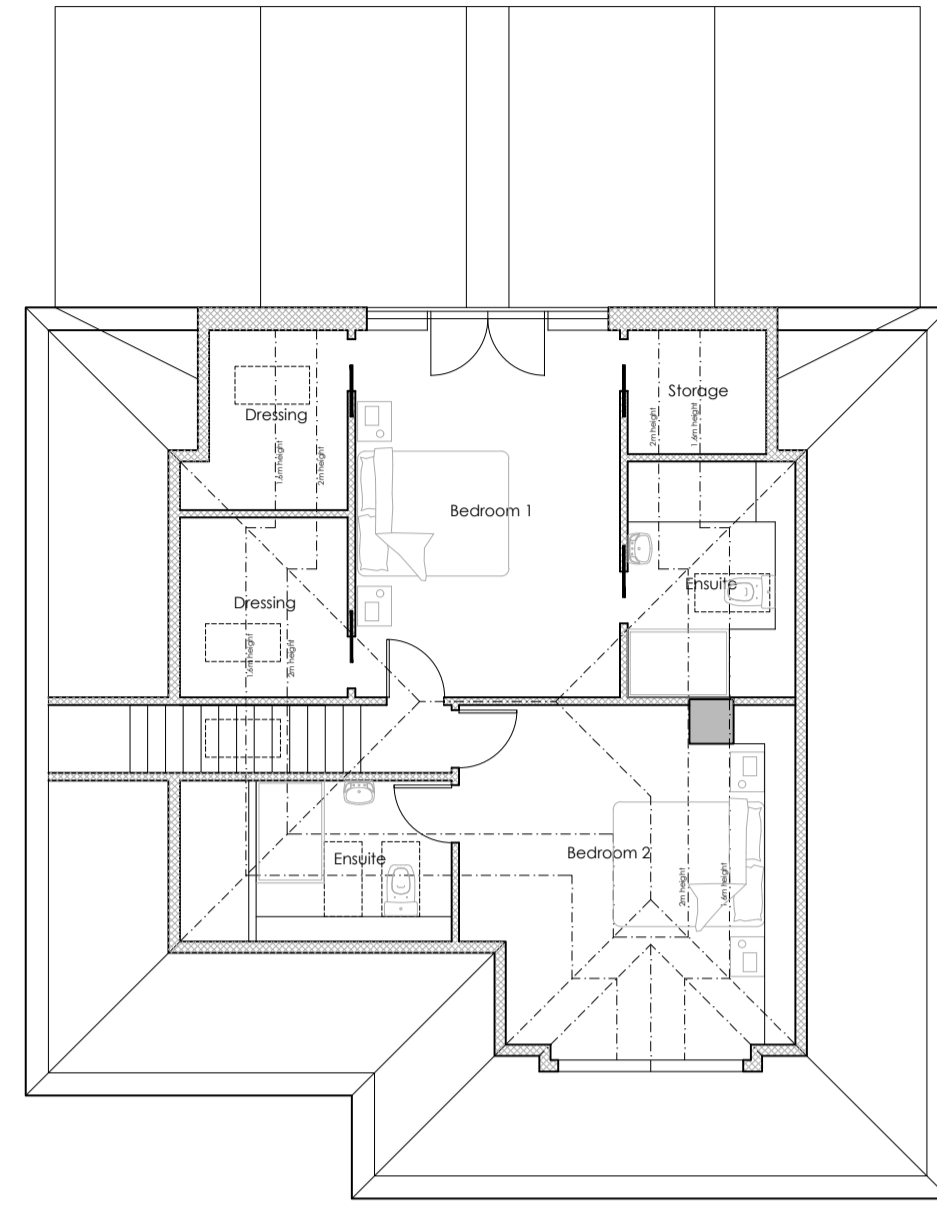 Storage
Dressing
2m height
1.6m height
1.6m height
2m height
Bedroom 1
Ensuite
Dressing
1.6m height
2m height
Bedroom 2
Ensuite
2m height
1.6m height